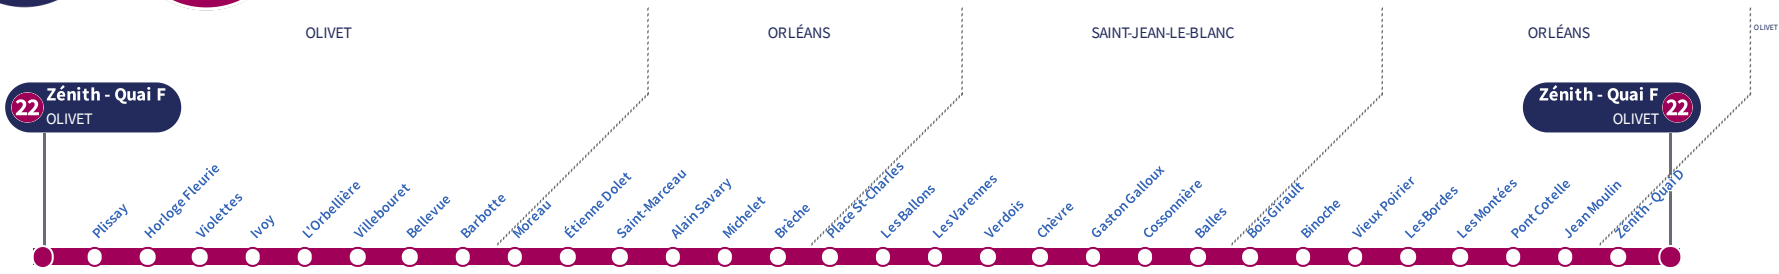 OLIVET
ORLÉANS
SAINT-JEAN-LE-BLANC
ORLÉANS
OLIVET
22
Zénith - Quai F
OLIVET
Zénith - Quai F
OLIVET
22
Plissay
Horloge Fleurie
Violettes
Ivoy
L'Orbellière
Villebouret
Bellevue
Barbotte
Moreau
Étienne Dolet
Saint-Marceau
Alain Savary
Michelet
Brèche
Place St-Charles
Les Ballons
Les Varennes
Verdois
Chèvre
Gaston Galloux
Cossonnière
Balles
Bois Girault
Binoche
Vieux Poirier
Les Bordes
Les Montées
Pont Cotelle
Jean Moulin
Zénith - Quai D